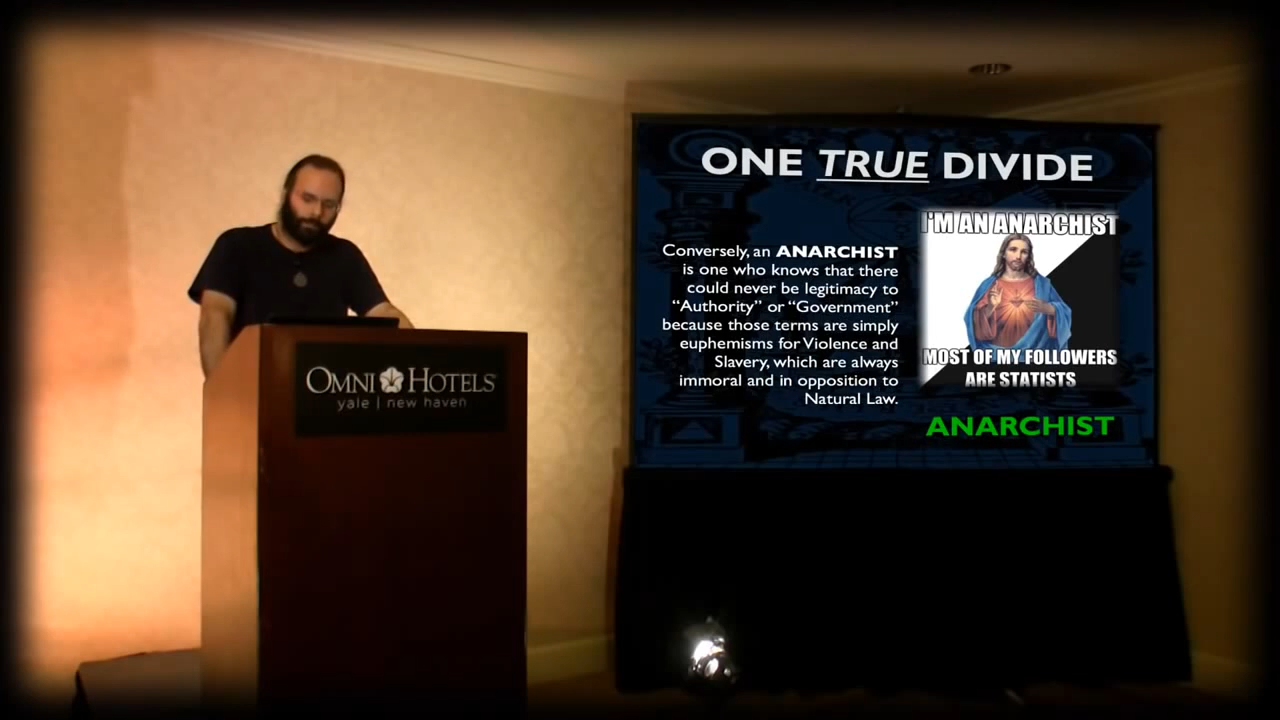 OMNI HOTELS
yale | new haven
ONE TRUE DIVIDE
Conversely, an ANARCHIST
is one who knows that there
could never be legitimacy to
“Authority” or “Government”
because those terms are simply
euphemisms for Violence and
Slavery, which are always
immoral and in opposition to
Natural Law.
I'M AN ANARCHIST
MOST OF MY FOLLOWERS
ARE STATISTS
ANARCHIST